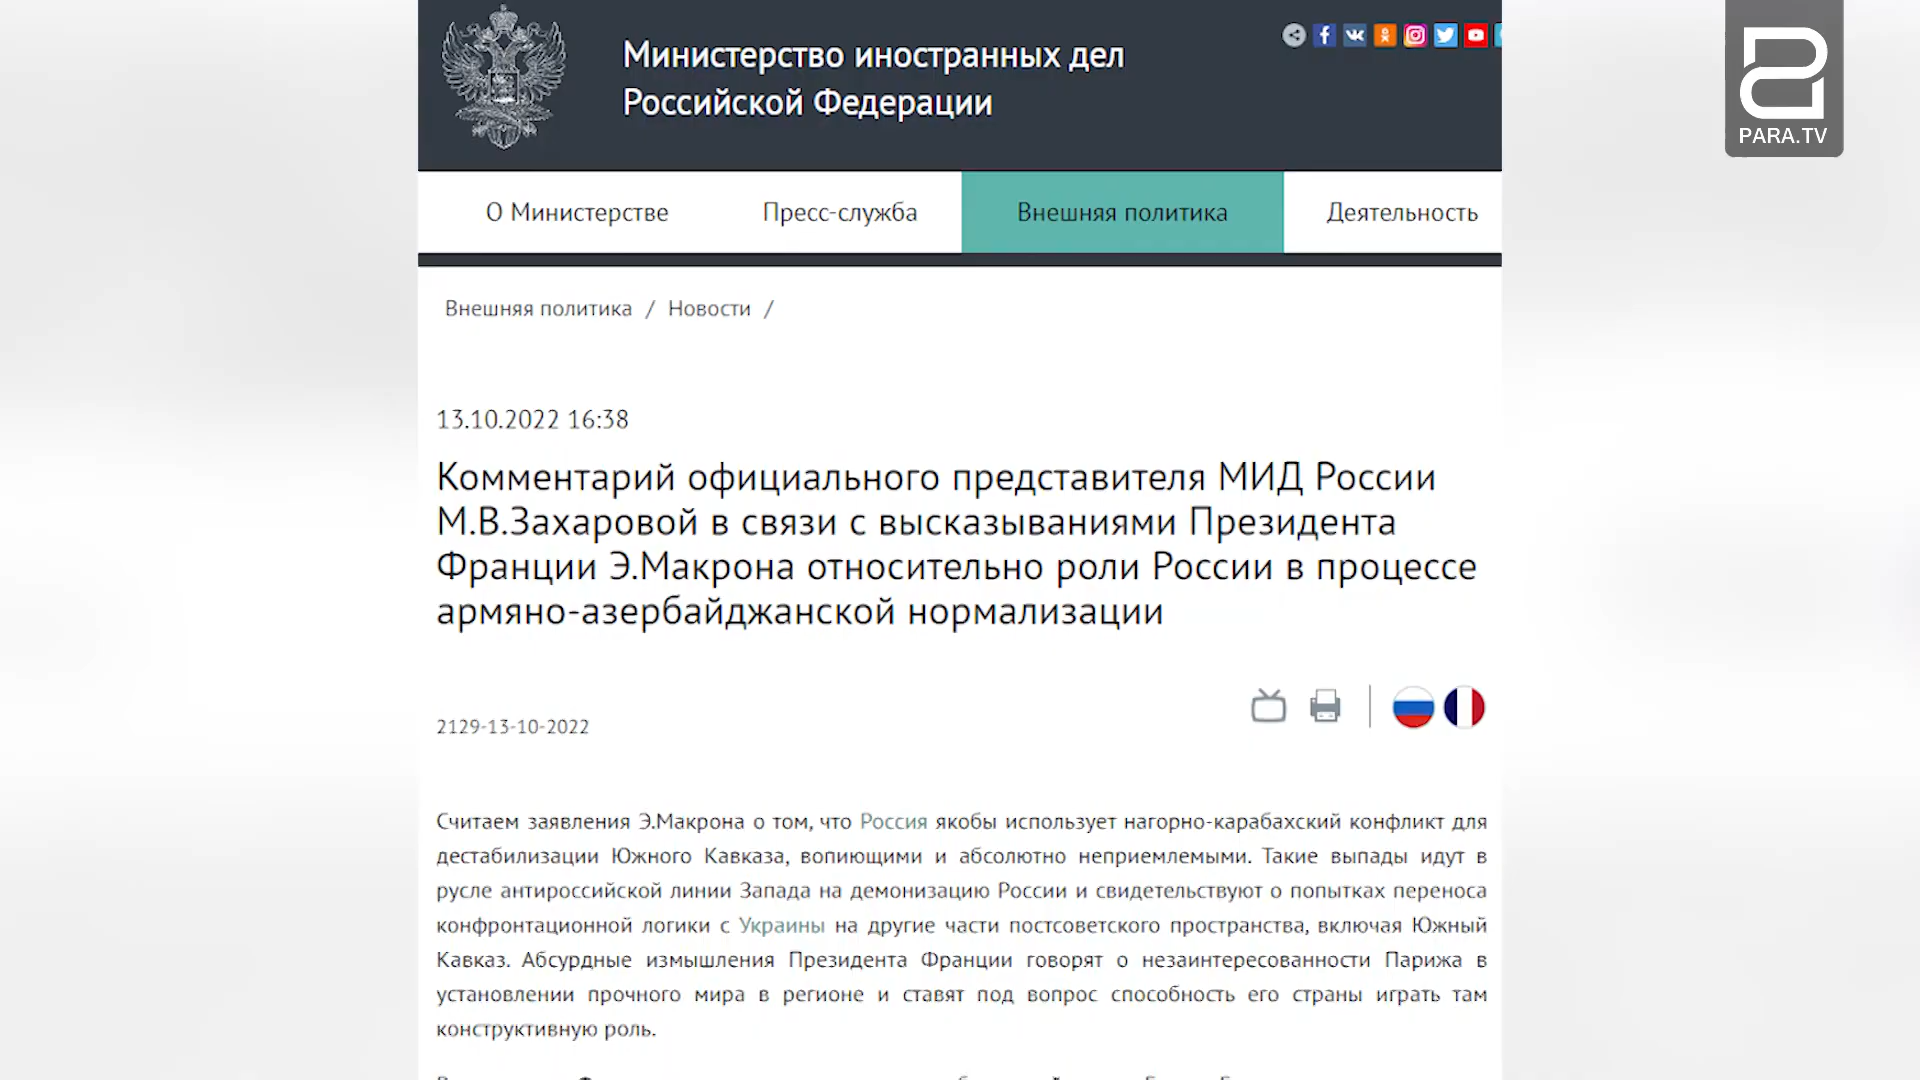 Министерство иностранных дел
Российской Федерации
PARA.TV
О Министерстве Пресс-служба Внешняя политика Деятельность
Внешняя политика / Новости /
13.10.2022 16:38
Комментарий официального представителя МИД России
М.В.Захаровой в связи с высказываниями Президента
Франции Э.Макрона относительно роли России в процессе
армяно-азербайджанской нормализации
2129-13-10-2022
Считаем заявления Э.Макрона о том, что Россия якобы использует нагорно-карабахский конфликт для
дестабилизации Южного Кавказа, вопиющими и абсолютно неприемлемыми. Такие выпады идут в
русле антироссийской линии Запада на демонизацию России и свидетельствуют о попытках переноса
конфронтационной логики с Украины на другие части постсоветского пространства, включая Южный
Кавказ. Абсурдные измышления Президента Франции говорят о незаинтересованности Парижа в
установлении прочного мира в регионе и ставят под вопрос способность его страны играть там
конструктивную роль.